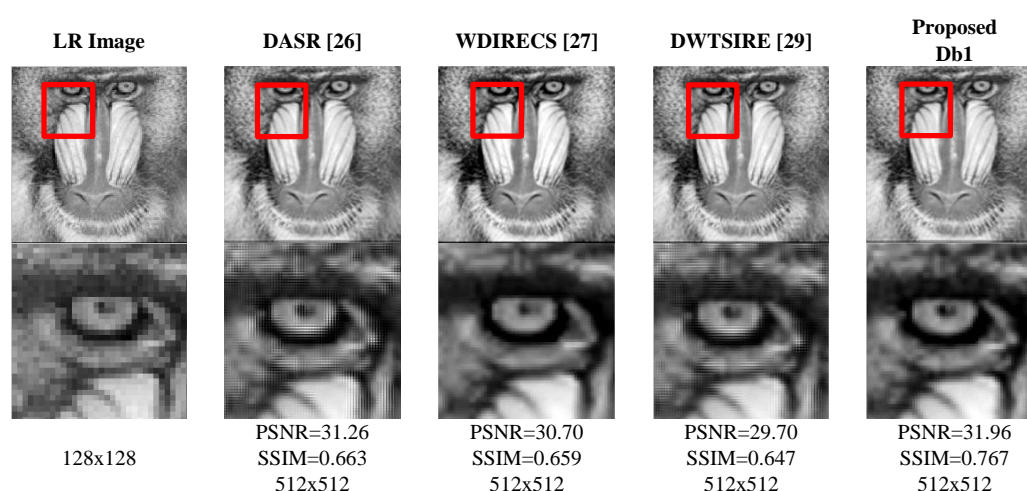 LR Image
DASR [26]
WDIRECS [27]
DWTSIRE [29]
Proposed
Db1
128x128
PSNR=31.26
SSIM=0.663
512x512
PSNR=30.70
SSIM=0.659
512x512
PSNR=29.70
SSIM=0.647
512x512
PSNR=31.96
SSIM=0.767
512x512